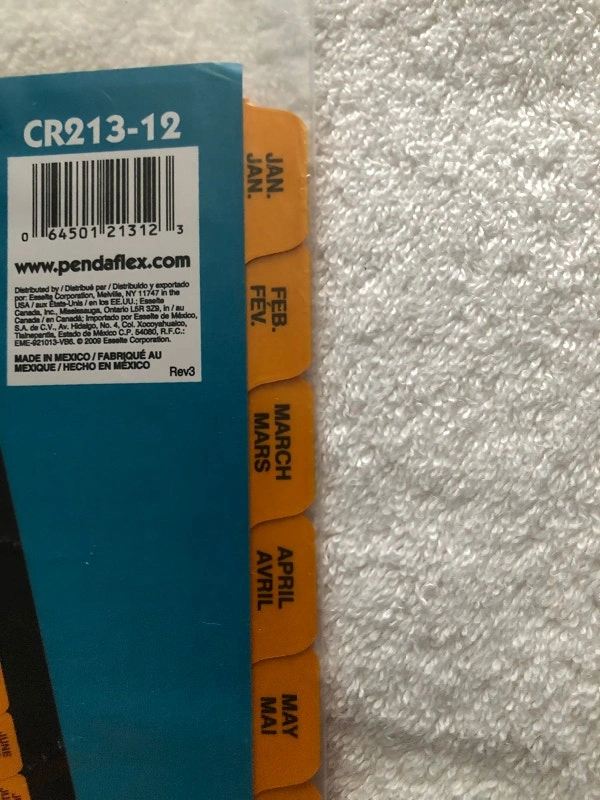 CR213-12
0 64501 21312 3
www.pendaflex.com
Distributed by / Distribué par / Distribuido y exportado
por: Esselte Corporation, Melville, NY 11747 in the
USA / aux États-Unis / en los EE.UU.; Esselte
Canada, Inc., Mississauga, Ontario L5R 3Z9, in / au
Canada / en Canadá; Importado por Esselte de México,
S.A. de C.V., Av. Hidalgo, No. 4, Col. Xocoyahualco,
Tlalnepantla, Estado de México C.P. 54080, R.F.C.:
EME-921013-VB6. © 2009 Esselte Corporation.
MADE IN MEXICO / FABRIQUÉ AU
MEXIQUE / HECHO EN MÉXICO
Rev3
JAN.
JAN.
FEB.
FÉV.
MARCH
MARS
APRIL
AVRIL
MAY
MAI
JUNE